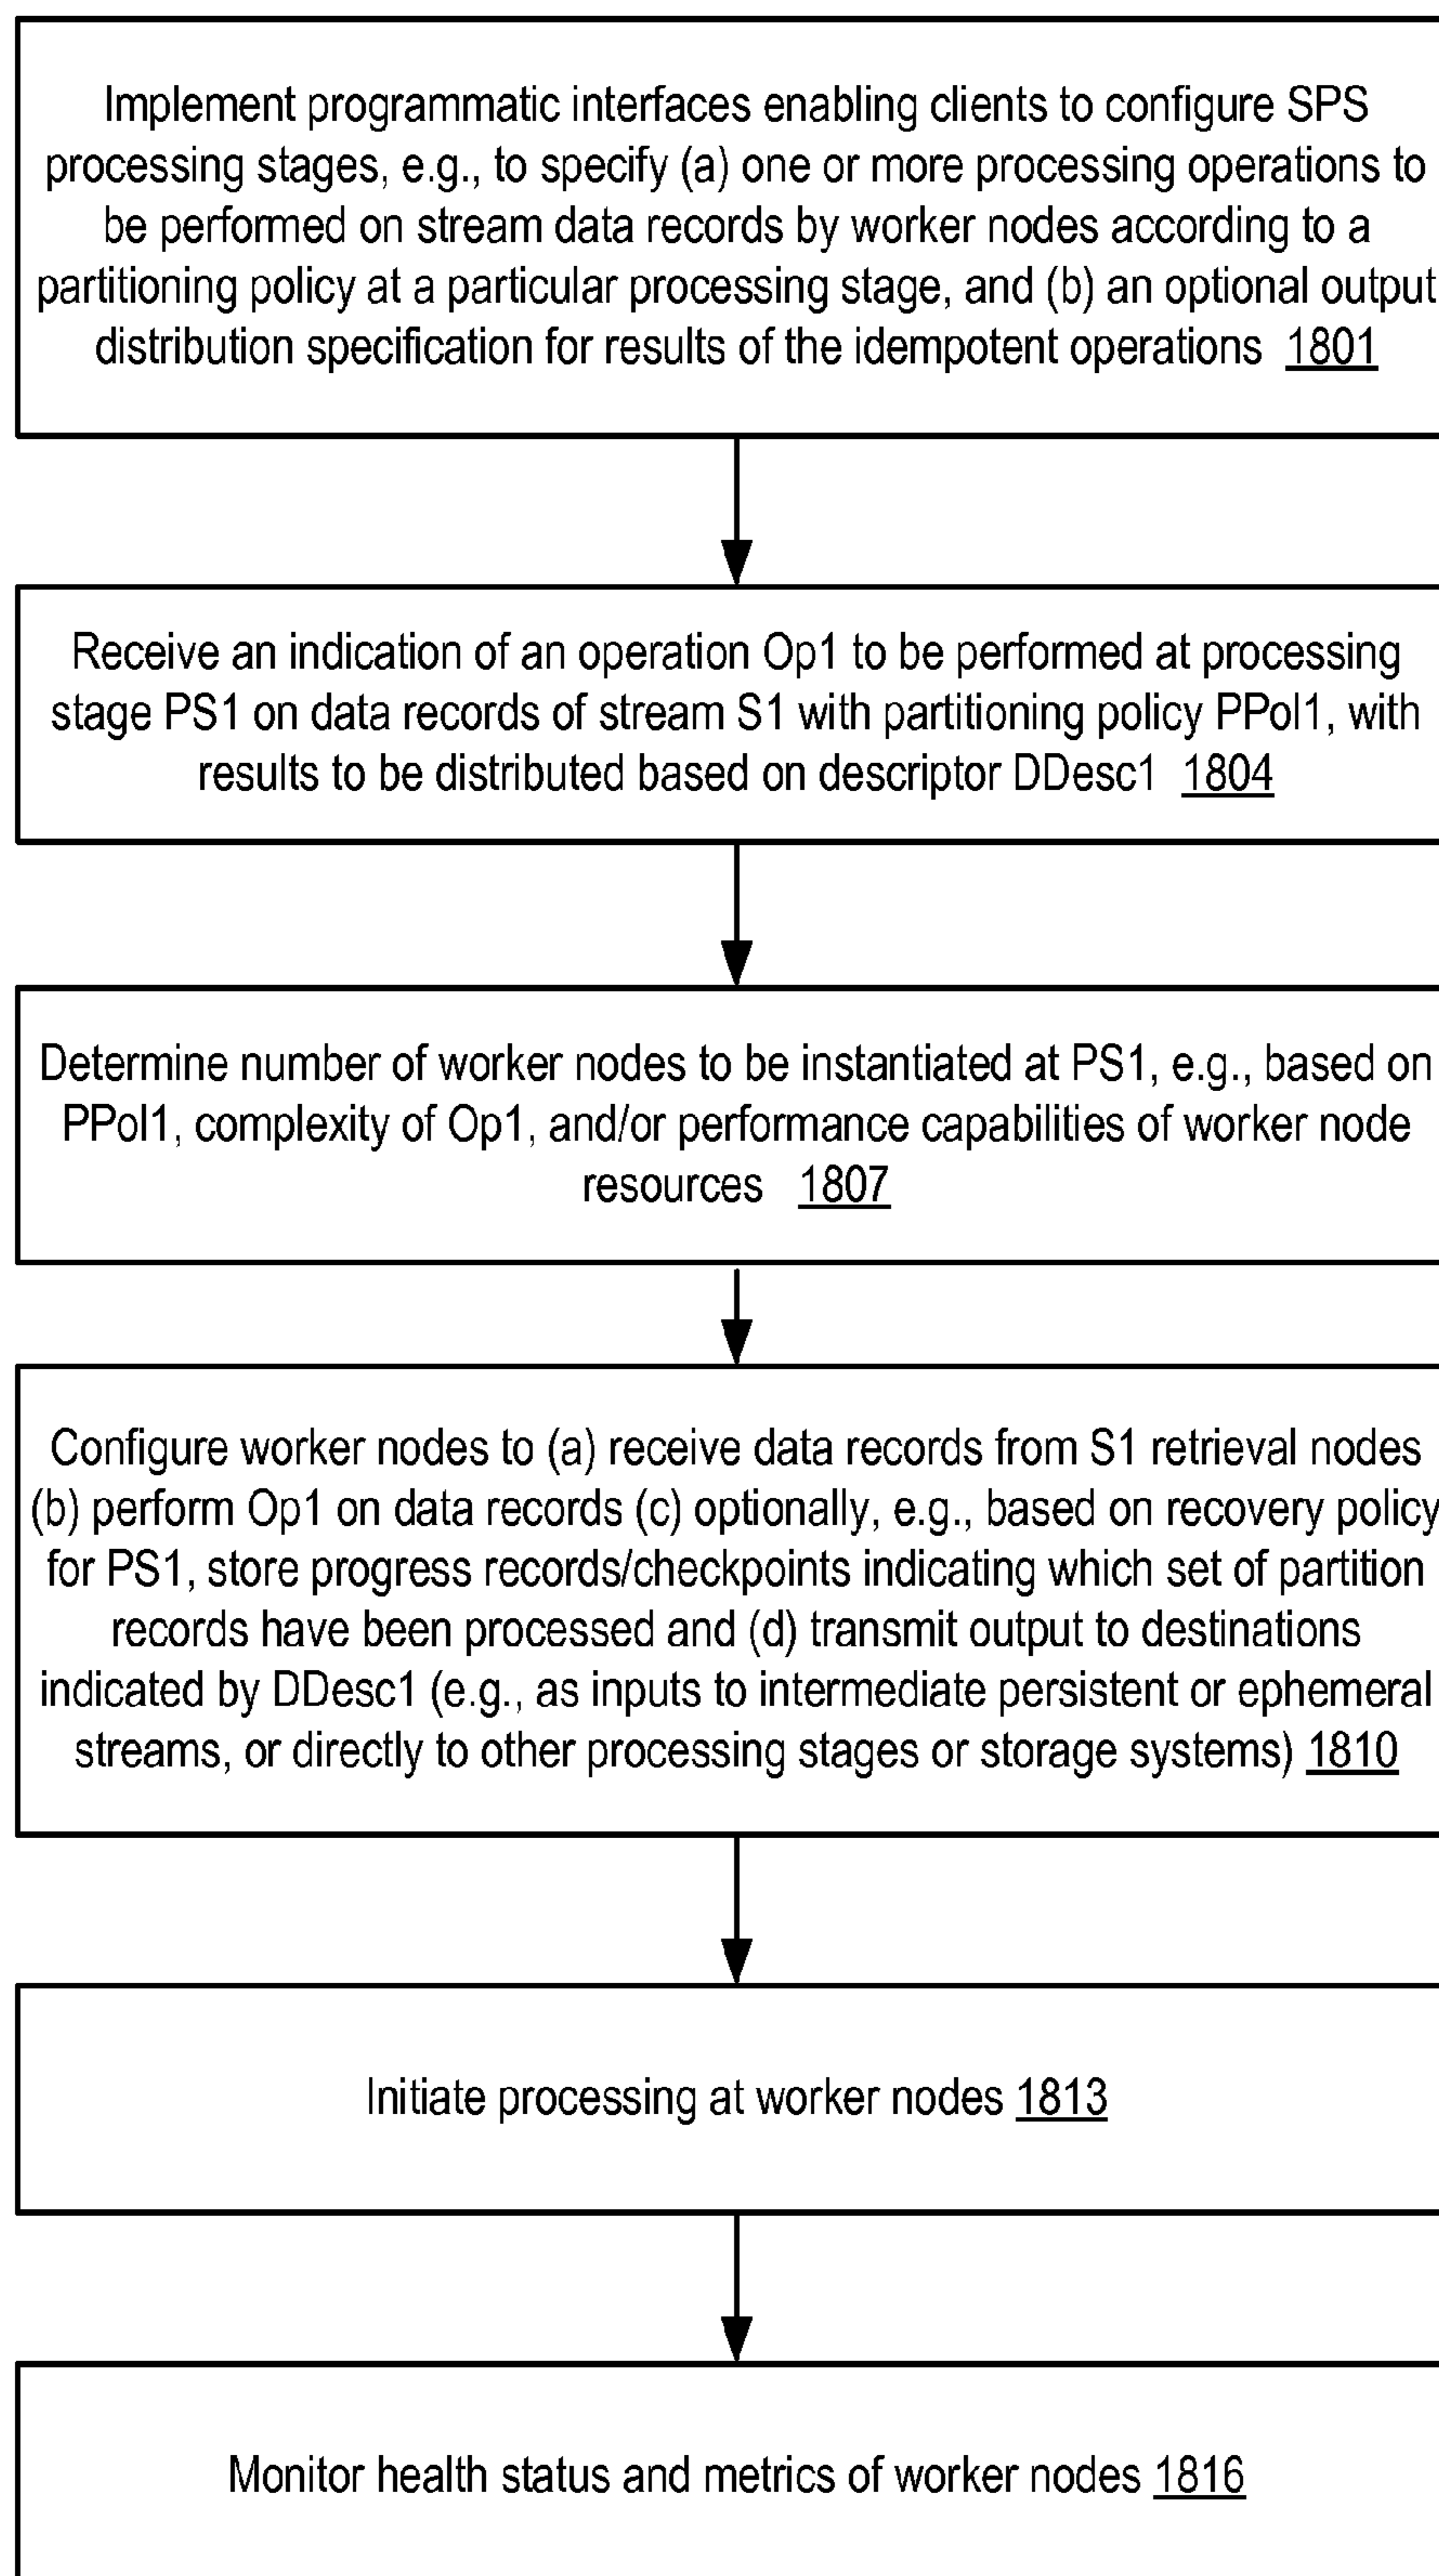 Implement programmatic interfaces enabling clients to configure SPS
processing stages, e.g., to specify (a) one or more processing operations to
be performed on stream data records by worker nodes according to a
partitioning policy at a particular processing stage, and (b) an optional output
distribution specification for results of the idempotent operations 1801
Receive an indication of an operation Op1 to be performed at processing
stage PS1 on data records of stream S1 with partitioning policy PPol1, with
results to be distributed based on descriptor DDesc1 1804
Determine number of worker nodes to be instantiated at PS1, e.g., based on
PPol1, complexity of Op1, and/or performance capabilities of worker node
resources 1807
Configure worker nodes to (a) receive data records from S1 retrieval nodes
(b) perform Op1 on data records (c) optionally, e.g., based on recovery policy
for PS1, store progress records/checkpoints indicating which set of partition
records have been processed and (d) transmit output to destinations
indicated by DDesc1 (e.g., as inputs to intermediate persistent or ephemeral
streams, or directly to other processing stages or storage systems) 1810
Initiate processing at worker nodes 1813
Monitor health status and metrics of worker nodes 1816